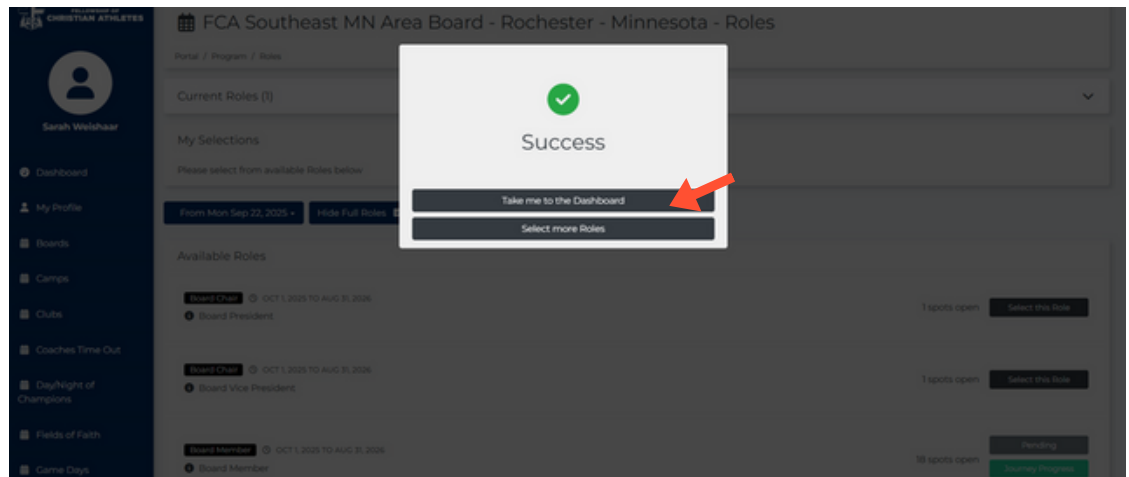 FELLOWSHIP OF
CHRISTIAN ATHLETES
Sarah Weishaar
Dashboard
My Profile
Boards
Camps
Clubs
Coaches Time Out
Day/Night of
Champions
Fields of Faith
Game Days
FCA Southeast MN Area Board - Rochester - Minnesota - Roles
Portal / Program / Roles
Current Roles (1)
My Selections
Please select from available Roles below
From Mon Sep 22, 2025
Hide Full Roles
Success
Take me to the Dashboard
Select more Roles
Available Roles
Board Chair OCT 1, 2025 TO AUG 31, 2026
Board President
1 spots open Select this Role
Board Chair OCT 1, 2025 TO AUG 31, 2026
Board Vice President
1 spots open Select this Role
Board Member OCT 1, 2025 TO AUG 31, 2026
Board Member
18 spots open
Pending
Journey Progress